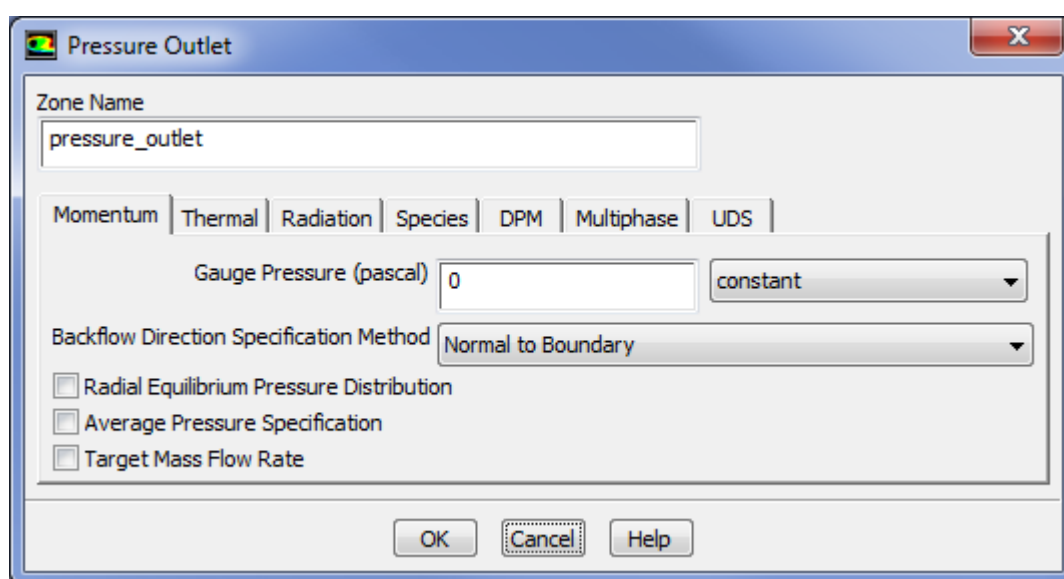 Pressure Outlet
Zone Name
pressure_outlet
Momentum Thermal Radiation Species DPM Multiphase UDS
Gauge Pressure (pascal) 0 constant
Backflow Direction Specification Method Normal to Boundary
Radial Equilibrium Pressure Distribution
Average Pressure Specification
Target Mass Flow Rate
OK Cancel Help